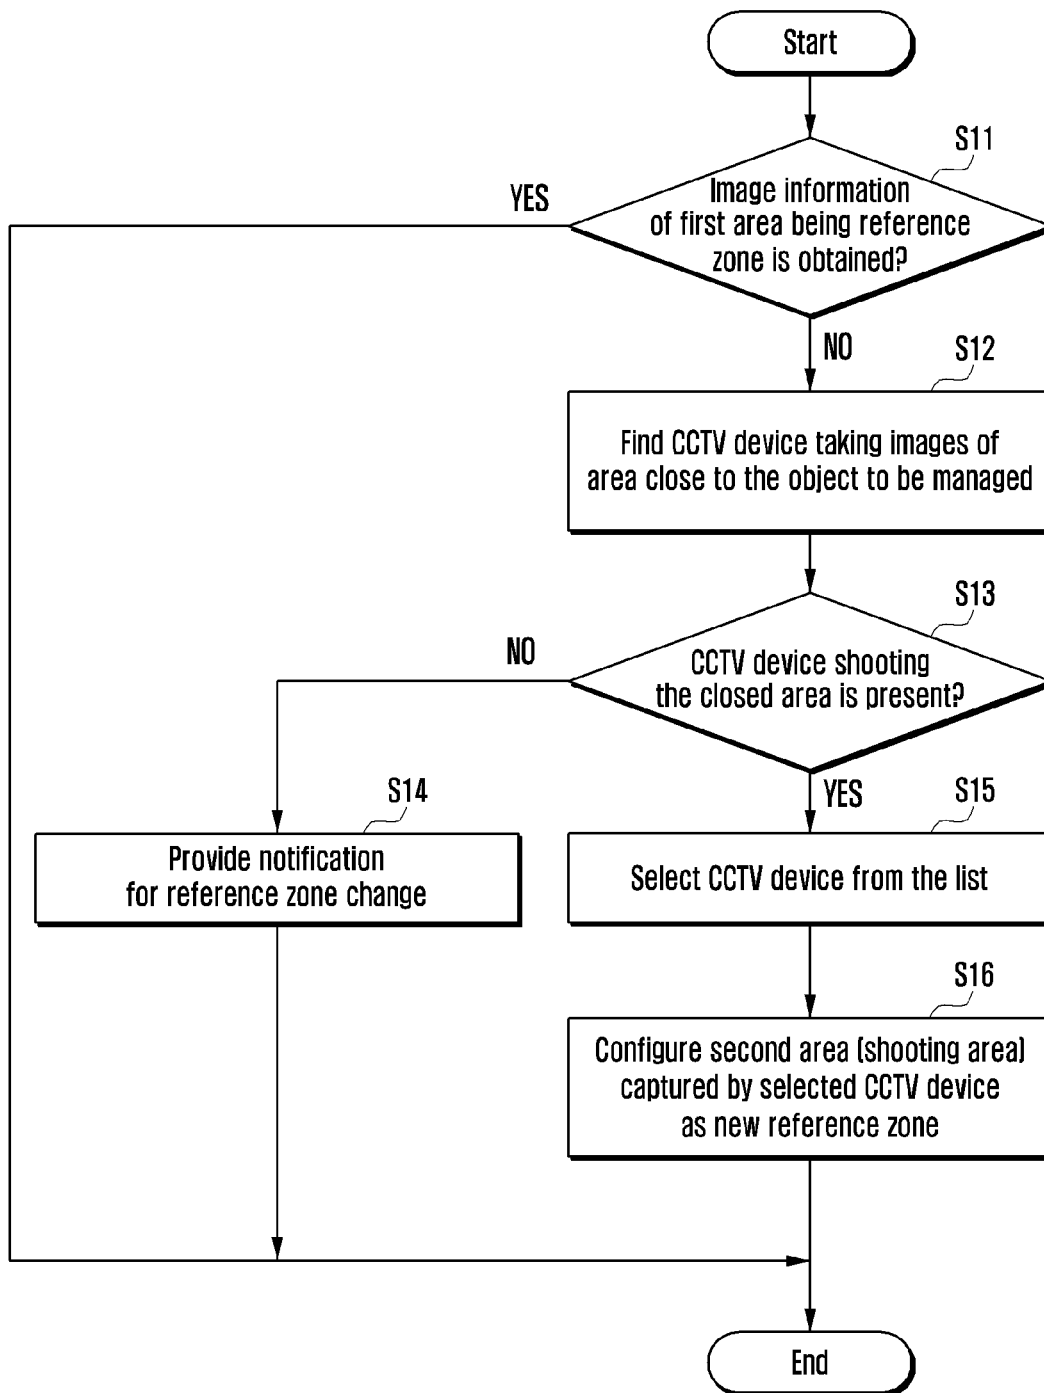 Start
S11
YES
Image information
of first area being reference
zone is obtained?
NO
S12
Find CCTV device taking images of
area close to the object to be managed
S13
NO
CCTV device shooting
the closed area is present?
YES
S14
S15
Provide notification
for reference zone change
Select CCTV device from the list
S16
Configure second area (shooting area)
captured by selected CCTV device
as new reference zone
End